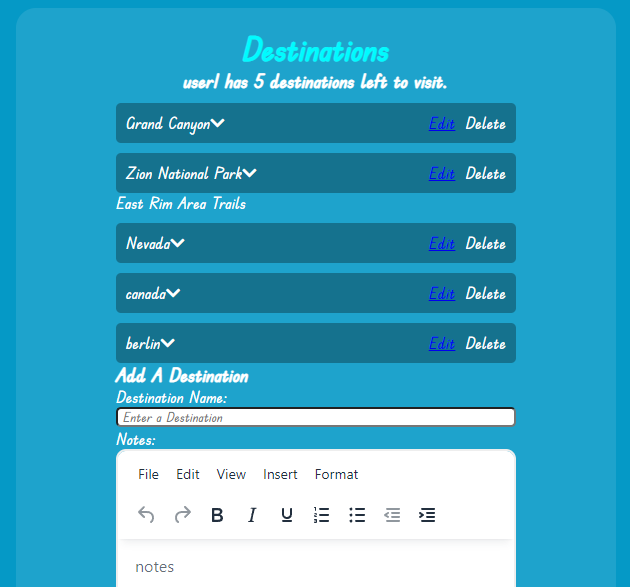 Destinations
user1 has 5 destinations left to visit.
Grand Canyon Edit Delete
Zion National Park Edit Delete
East Rim Area Trails
Nevada Edit Delete
canada Edit Delete
berlin Edit Delete
Add A Destination
Destination Name:
Enter a Destination
Notes:
File Edit View Insert Format
B I U
notes